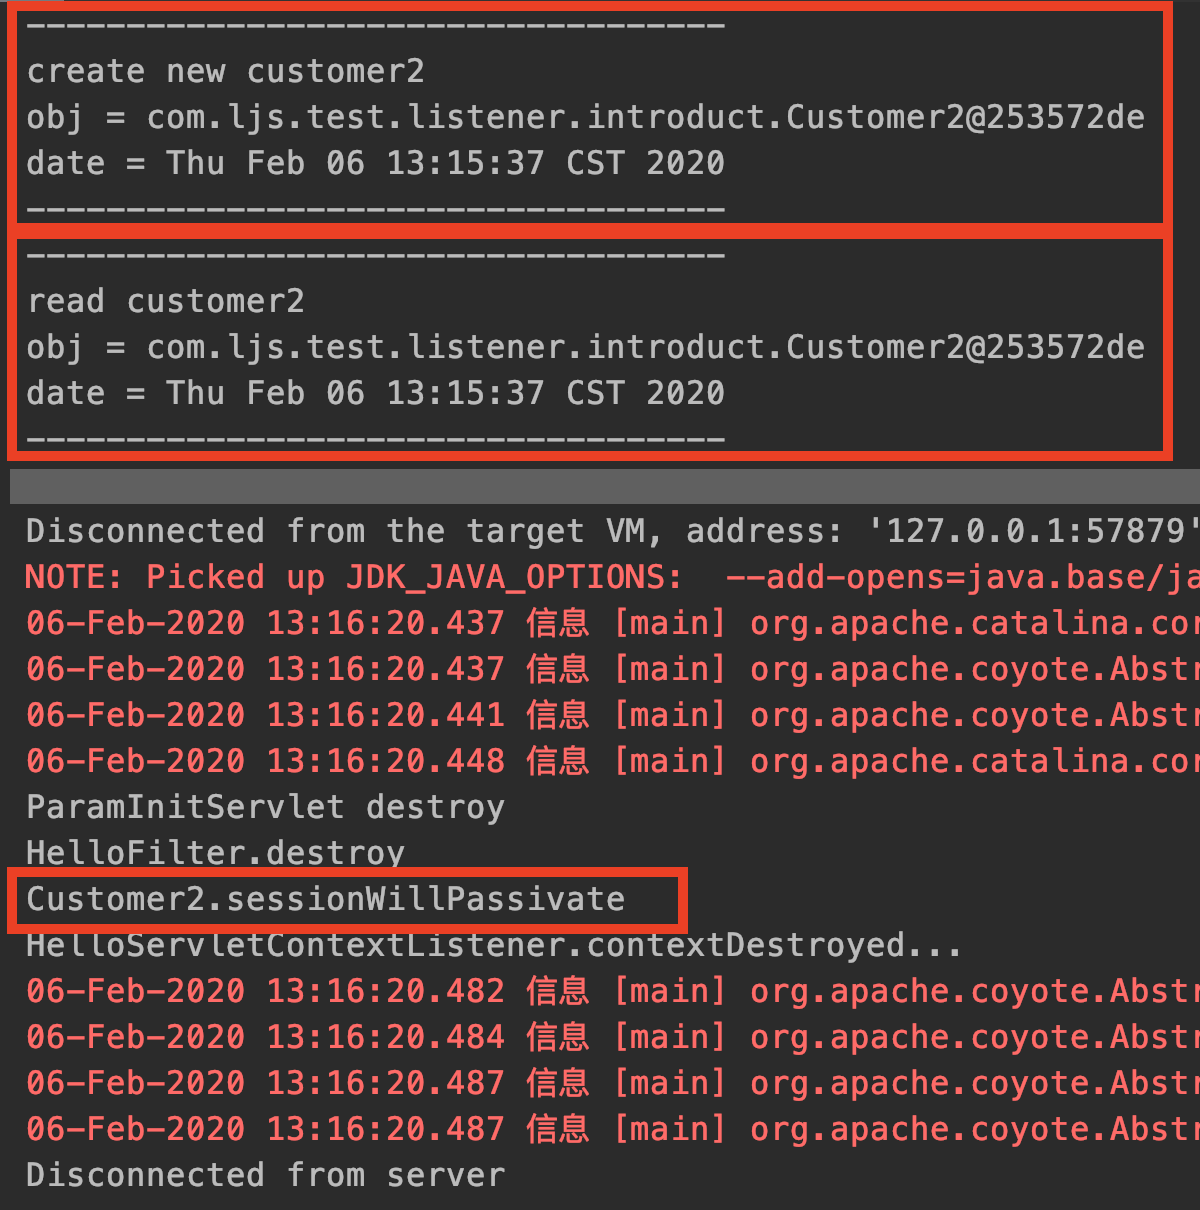 -----------------------------------
create new customer2
obj = com.ljs.test.listener.introduct.Customer2@253572de
date = Thu Feb 06 13:15:37 CST 2020
-----------------------------------
-----------------------------------
read customer2
obj = com.ljs.test.listener.introduct.Customer2@253572de
date = Thu Feb 06 13:15:37 CST 2020
-----------------------------------
Disconnected from the target VM, address: '127.0.0.1:57879'
NOTE: Picked up JDK_JAVA_OPTIONS:  --add-opens=java.base/ja
06-Feb-2020 13:16:20.437 信息 [main] org.apache.catalina.cor
06-Feb-2020 13:16:20.437 信息 [main] org.apache.coyote.Abstr
06-Feb-2020 13:16:20.441 信息 [main] org.apache.coyote.Abstr
06-Feb-2020 13:16:20.448 信息 [main] org.apache.catalina.cor
ParamInitServlet destroy
HelloFilter.destroy
Customer2.sessionWillPassivate
HelloServletContextListener.contextDestroyed...
06-Feb-2020 13:16:20.482 信息 [main] org.apache.coyote.Abstr
06-Feb-2020 13:16:20.484 信息 [main] org.apache.coyote.Abstr
06-Feb-2020 13:16:20.487 信息 [main] org.apache.coyote.Abstr
06-Feb-2020 13:16:20.487 信息 [main] org.apache.coyote.Abstr
Disconnected from server